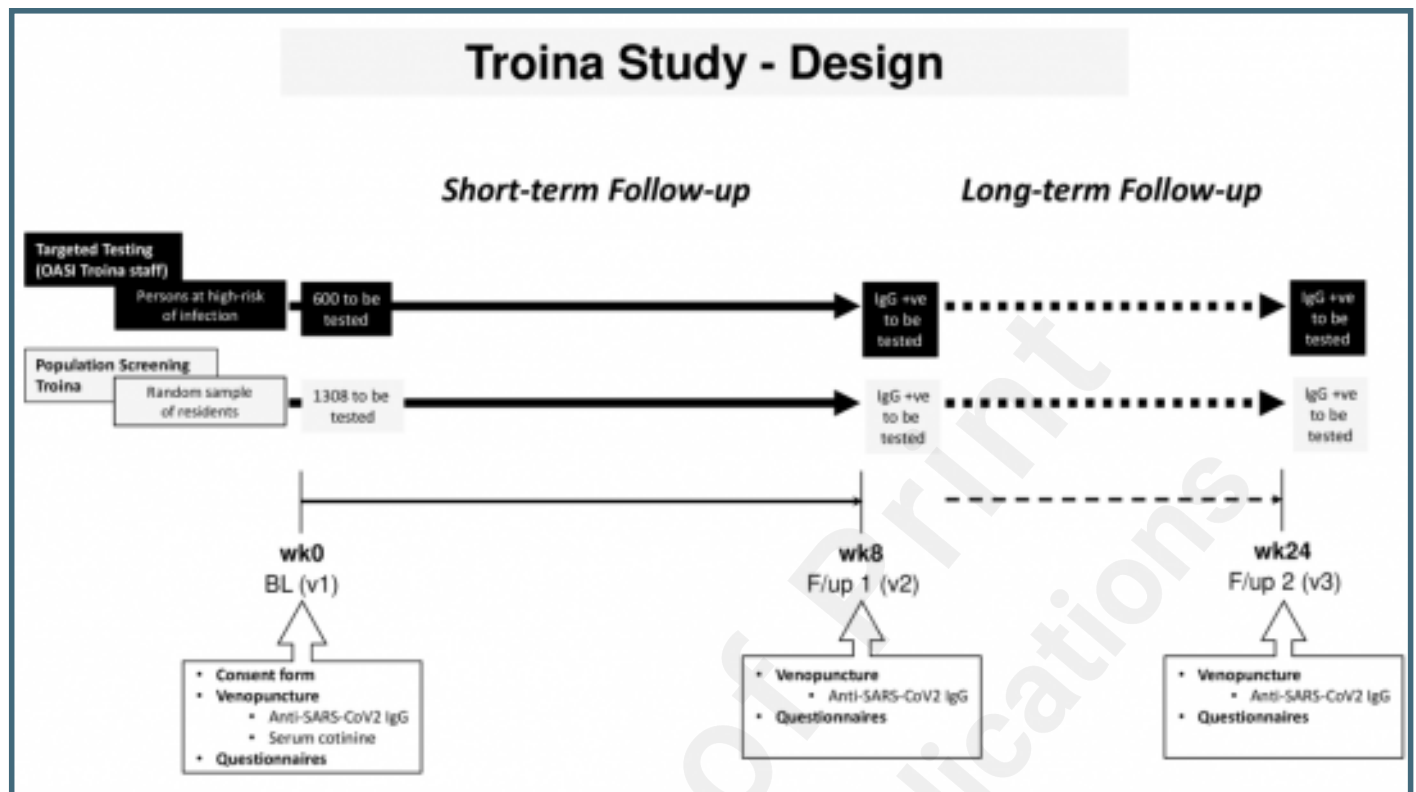 Troina Study - Design
Short-term Follow-up
Long-term Follow-up
Targeted Testing
(OASI Troina staff)
Persons at high-risk
of infection
600 to be
tested
IgG +ve
to be
tested
IgG +ve
to be
tested
Population Screening
Troina
Random sample
of residents
1308 to be
tested
IgG +ve
to be
tested
IgG +ve
to be
tested
wk0
BL (v1)
wk8
F/up 1 (v2)
wk24
F/up 2 (v3)
• Consent form
• Venopuncture
• Anti-SARS-CoV2 IgG
• Serum cotinine
• Questionnaires
• Venopuncture
• Anti-SARS-CoV2 IgG
• Questionnaires
• Venopuncture
• Anti-SARS-CoV2 IgG
• Questionnaires
of Print